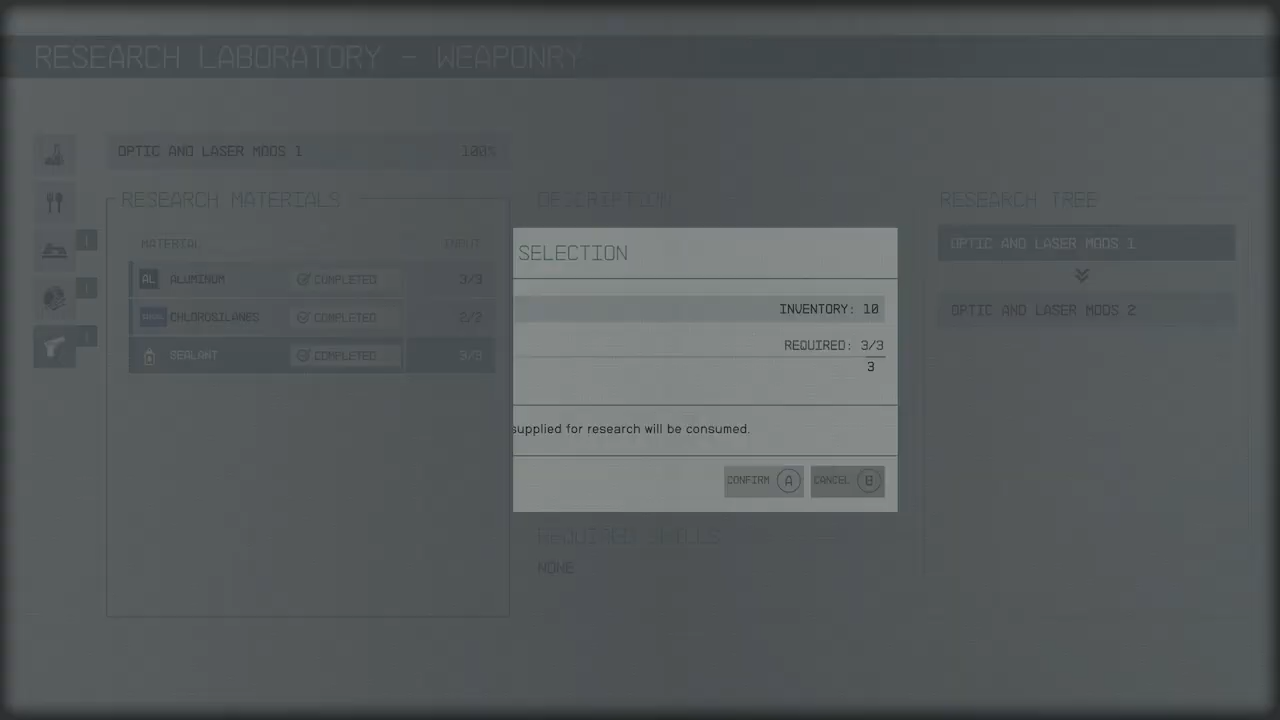 RESEARCH LABORATORY - WEAPONRY
OPTIC AND LASER MODS 1 100%
RESEARCH MATERIALS
MATERIAL INPUT
AL ALUMINUM COMPLETED 3/3
CHLOROSILANES COMPLETED 2/2
SEALANT COMPLETED 3/3
DESCRIPTION
SELECTION
INVENTORY: 10
REQUIRED: 3/3
3
supplied for research will be consumed.
CONFIRM A CANCEL B
REQUIRED SKILLS
NONE
RESEARCH TREE
OPTIC AND LASER MODS 1
OPTIC AND LASER MODS 2